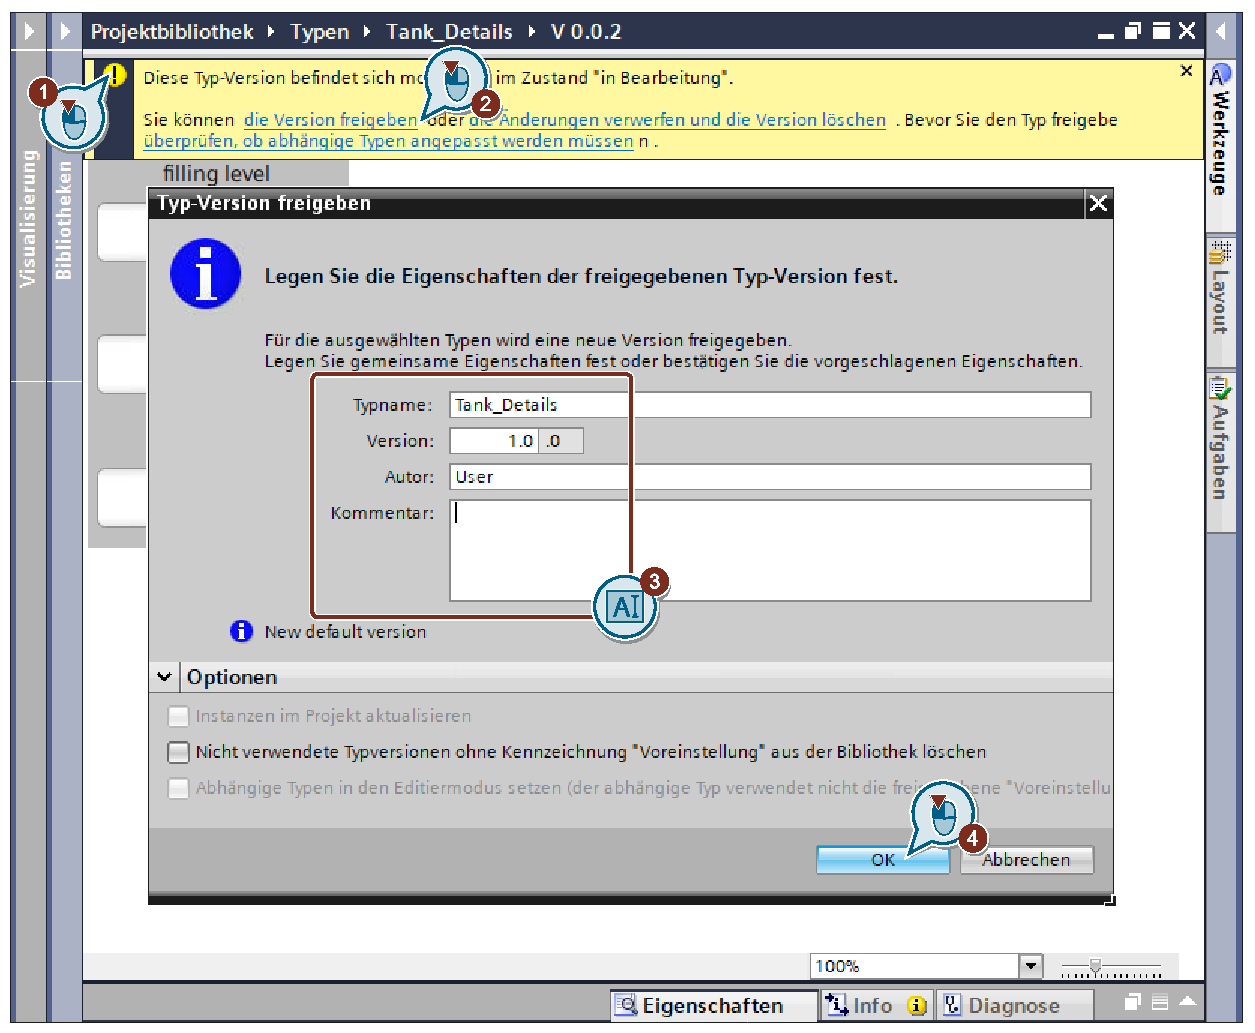 Projektbibliothek Typen Tank_Details V 0.0.2
Diese Typ-Version befindet sich im Zustand "in Bearbeitung".
Sie können die Version freigeben oder die Änderungen verwerfen und die Version löschen . Bevor Sie den Typ freigebe
überprüfen, ob abhängige Typen angepasst werden müssen n .
1
2
Visualisierung
Bibliotheken
filling level
Typ-Version freigeben
Legen Sie die Eigenschaften der freigegebenen Typ-Version fest.
Für die ausgewählten Typen wird eine neue Version freigegeben.
Legen Sie gemeinsame Eigenschaften fest oder bestätigen Sie die vorgeschlagenen Eigenschaften.
Typname: Tank_Details
Version: 1.0 .0
Autor: User
Kommentar:
3
AI
New default version
Optionen
Instanzen im Projekt aktualisieren
Nicht verwendete Typversionen ohne Kennzeichnung "Voreinstellung" aus der Bibliothek löschen
Abhängige Typen in den Editiermodus setzen (der abhängige Typ verwendet nicht die "Voreinstellu
4
OK Abbrechen
Werkzeuge
Layout
Aufgaben
100%
Eigenschaften Info Diagnose